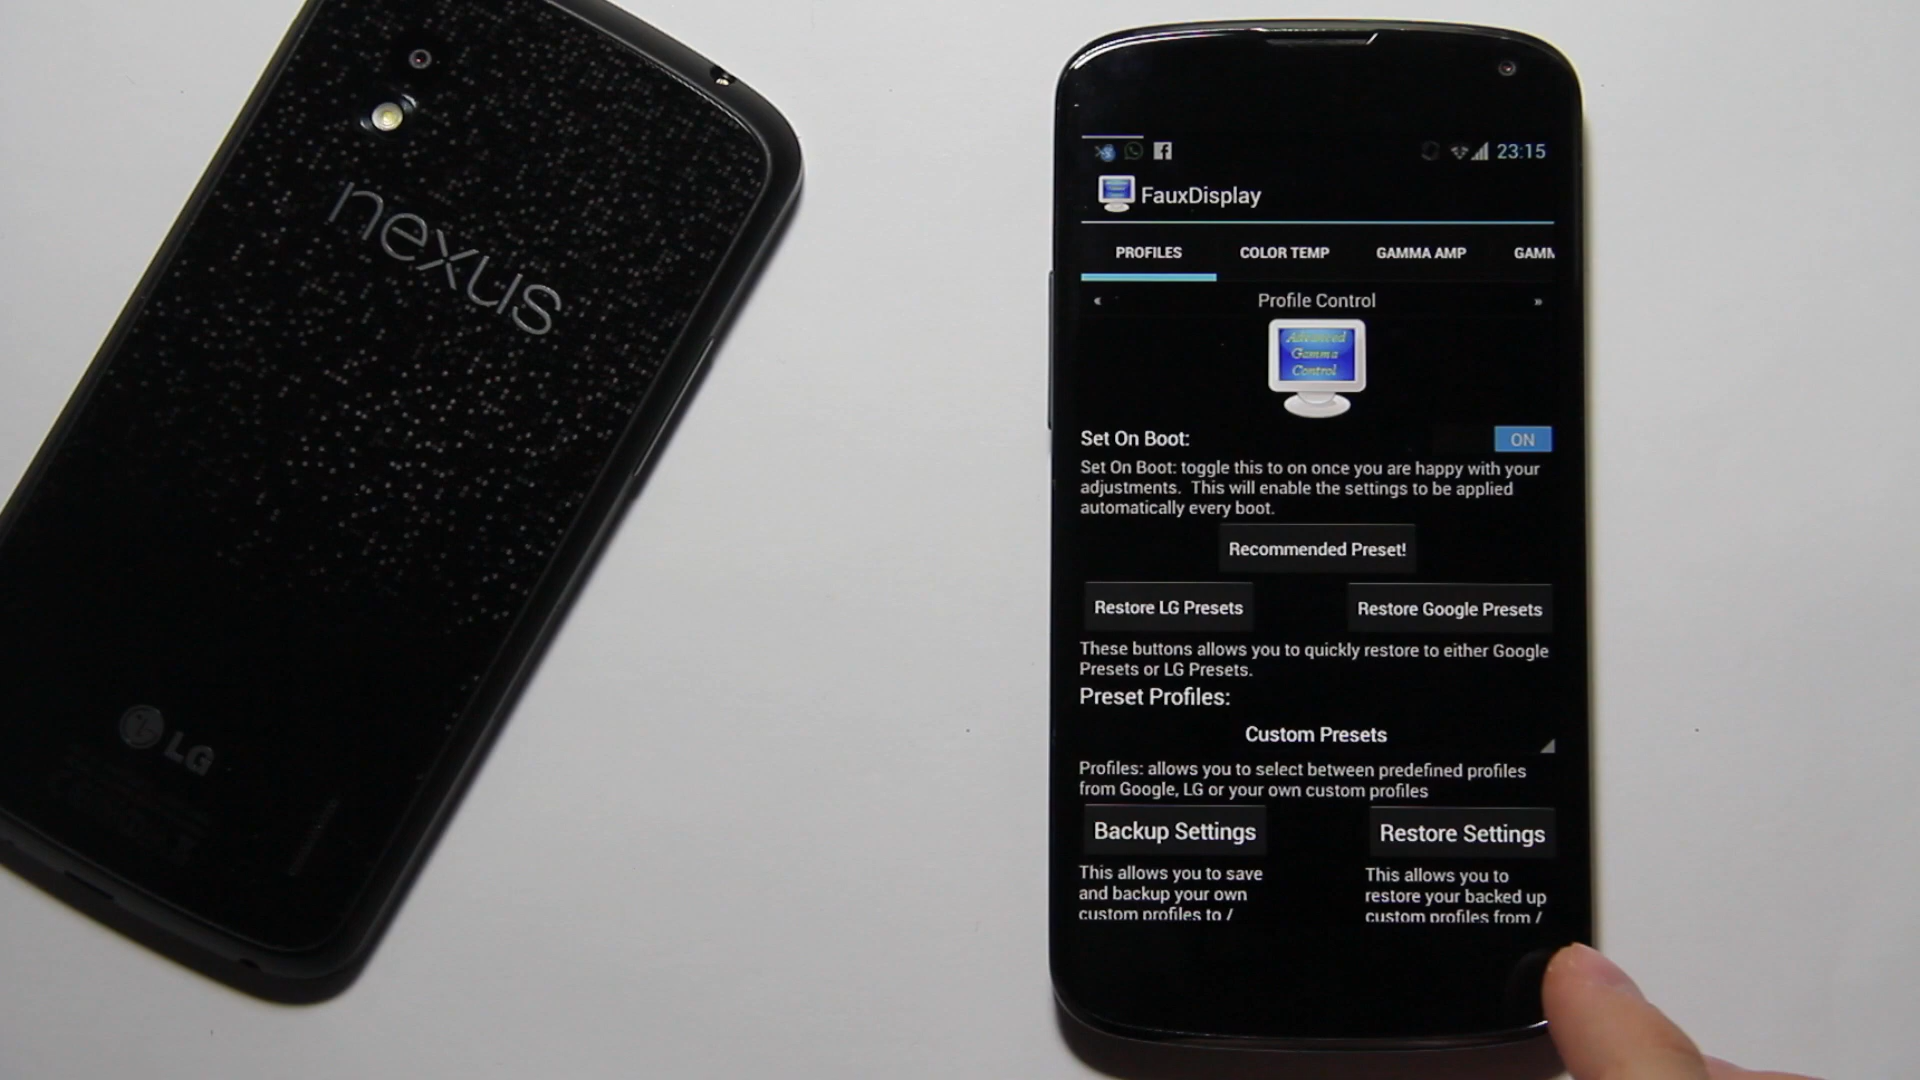 nexus
LG
23:15
FauxDisplay
PROFILES COLOR TEMP GAMMA AMP GAMM
« Profile Control »
Advanced
Gamma
Control
Set On Boot: ON
Set On Boot: toggle this to on once you are happy with your
adjustments. This will enable the settings to be applied
automatically every boot.
Recommended Preset!
Restore LG Presets Restore Google Presets
These buttons allows you to quickly restore to either Google
Presets or LG Presets.
Preset Profiles:
Custom Presets
Profiles: allows you to select between predefined profiles
from Google, LG or your own custom profiles
Backup Settings Restore Settings
This allows you to save
and backup your own
custom profiles to /
This allows you to
restore your backed up
custom profiles from /